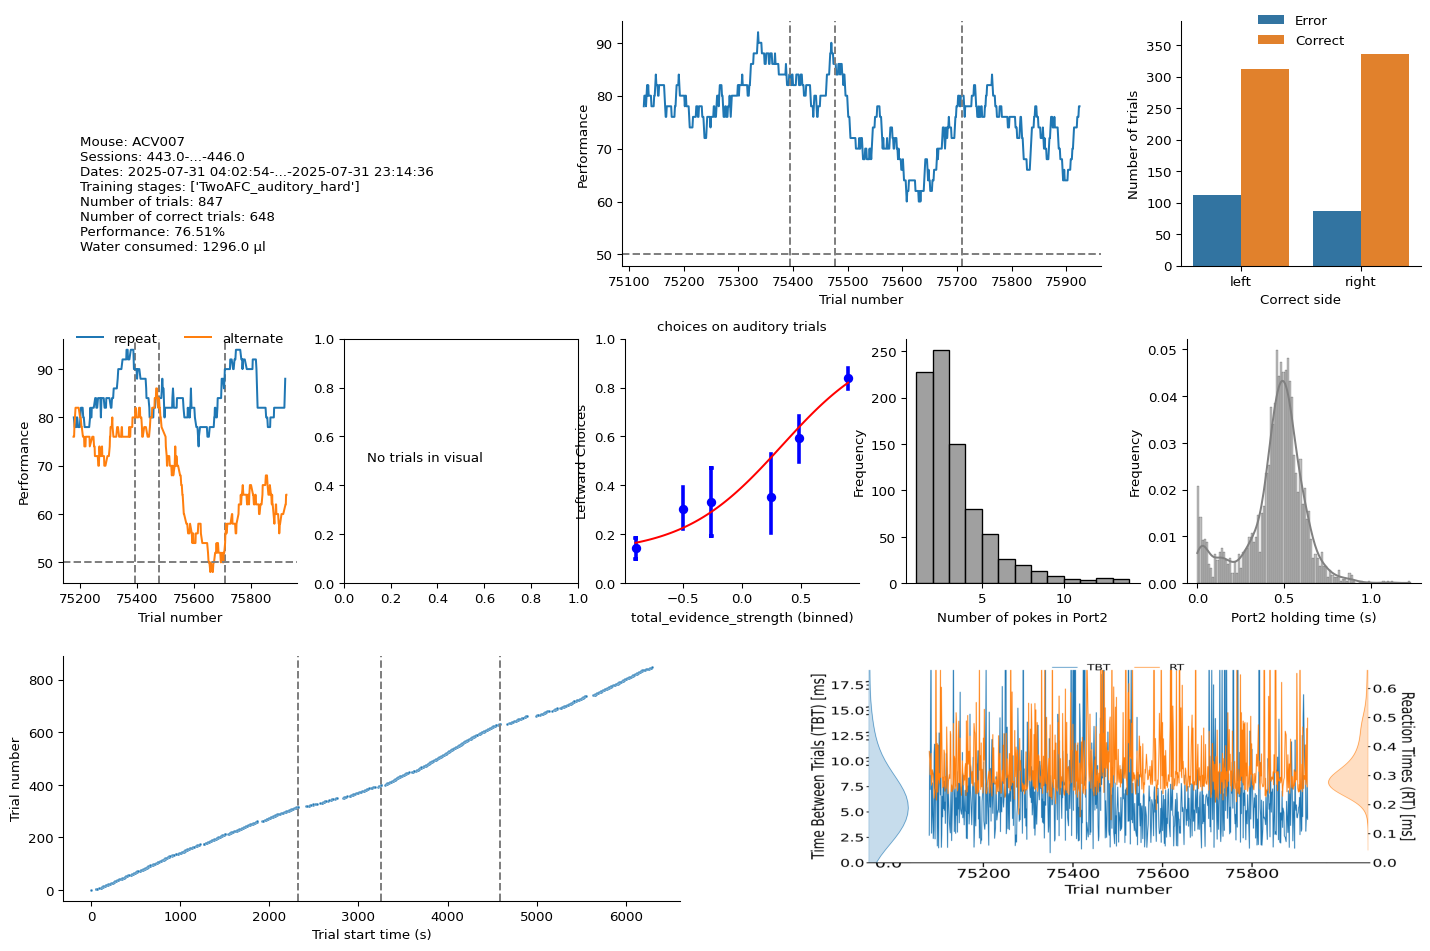 Mouse: ACV007
Sessions: 443.0-...-446.0
Dates: 2025-07-31 04:02:54-...-2025-07-31 23:14:36
Training stages: ['TwoAFC_auditory_hard']
Number of trials: 847
Number of correct trials: 648
Performance: 76.51%
Water consumed: 1296.0 µl
Performance
90
80
70
60
50
75100 75200 75300 75400 75500 75600 75700 75800 75900
Trial number
Error
Correct
Number of trials
350
300
250
200
150
100
50
0
left right
Correct side
repeat alternate
Performance
90
80
70
60
50
75200 75400 75600 75800
Trial number
1.0
0.8
0.6
0.4
0.2
0.0
No trials in visual
0.0 0.2 0.4 0.6 0.8 1.0
choices on auditory trials
Leftward Choices
1.0
0.8
0.6
0.4
0.2
0.0
−0.5 0.0 0.5
total_evidence_strength (binned)
Frequency
250
200
150
100
50
0
5 10
Number of pokes in Port2
Frequency
0.05
0.04
0.03
0.02
0.01
0.00
0.0 0.5 1.0
Port2 holding time (s)
Trial number
800
600
400
200
0
0 1000 2000 3000 4000 5000 6000
Trial start time (s)
TBT RT
Time Between Trials (TBT) [ms]
17.5
15.0
12.5
10.0
7.5
5.0
2.5
0.0
0.0
75200 75400 75600 75800
Trial number
0.6
0.5
0.4
0.3
0.2
0.1
0.0
Reaction Times (RT) [ms]